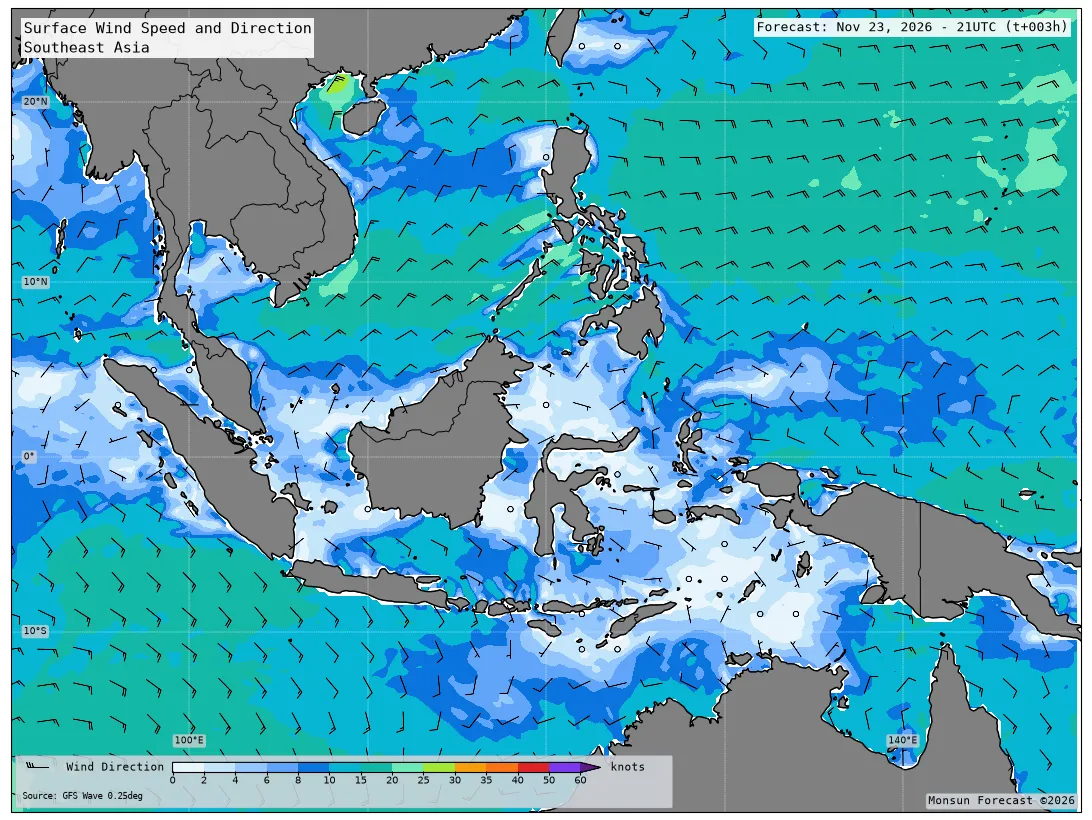 Surface Wind Speed and Direction
Southeast Asia
Forecast: Nov 23, 2026 - 21UTC (t+003h)
20°N
10°N
0°
10°S
100°E
140°E
Wind Direction
knots
0 2 4 6 8 10 15 20 25 30 35 40 50 60
Source: GFS Wave 0.25deg
Monsun Forecast ©2026